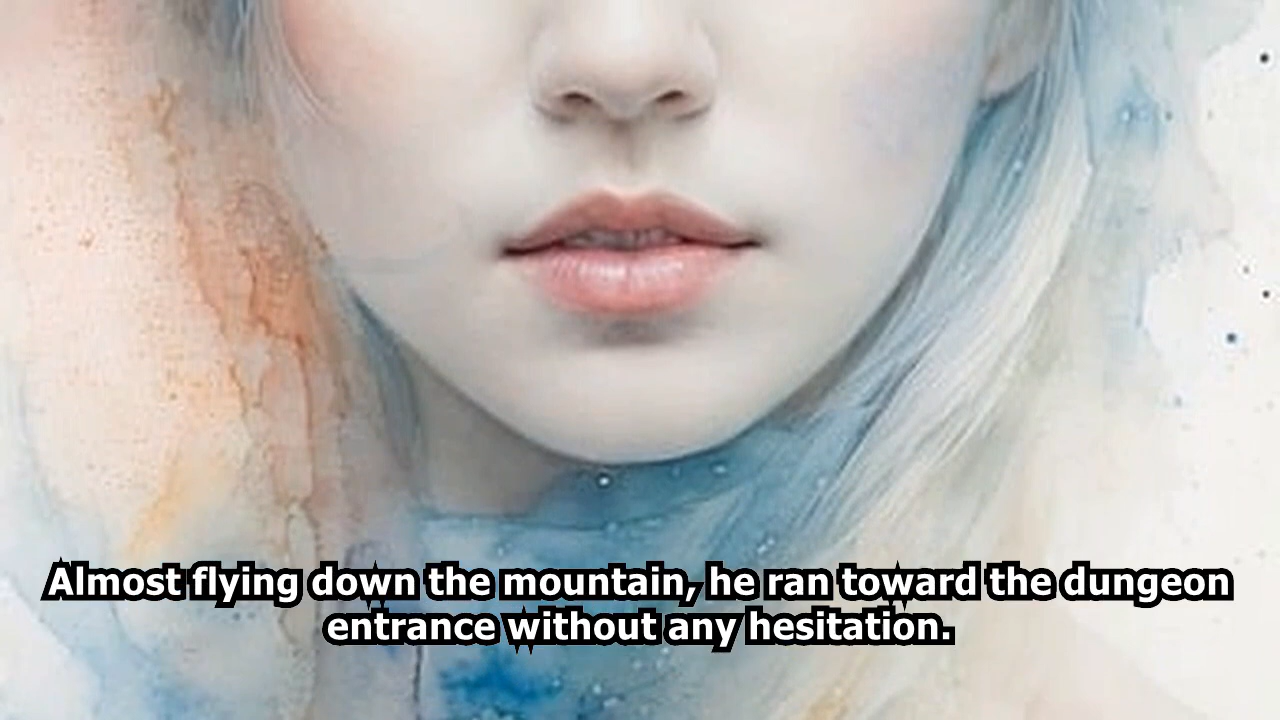 Almost flying down the mountain, he ran toward the dungeon
entrance without any hesitation.